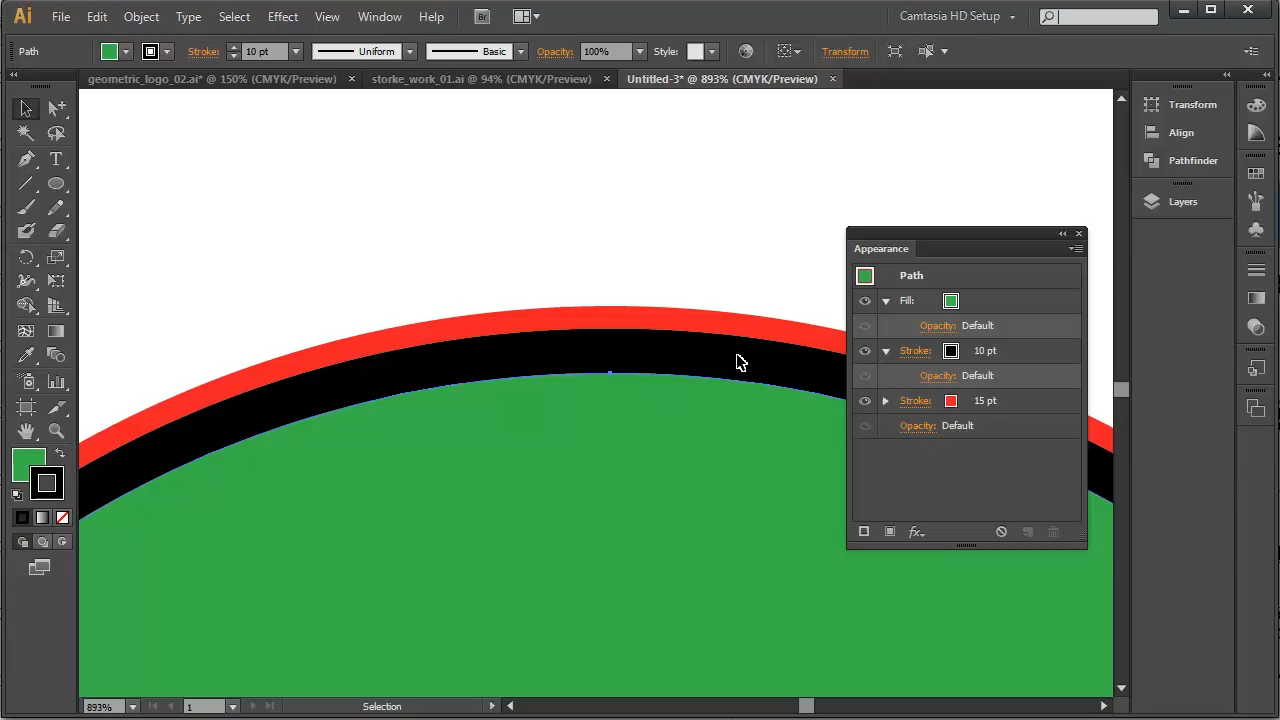 Ai File Edit Object Type Select Effect View Window Help Br Camtasia HD Setup
Path Stroke: 10 pt Uniform Basic Opacity: 100% Style: Transform
geometric_logo_02.ai* @ 150% (CMYK/Preview) storke_work_01.ai @ 94% (CMYK/Preview) Untitled-3* @ 893% (CMYK/Preview)
Transform
Align
Pathfinder
Layers
Appearance
Path
Fill:
Opacity: Default
Stroke: 10 pt
Opacity: Default
Stroke: 15 pt
Opacity: Default
fx
893% 1 Selection